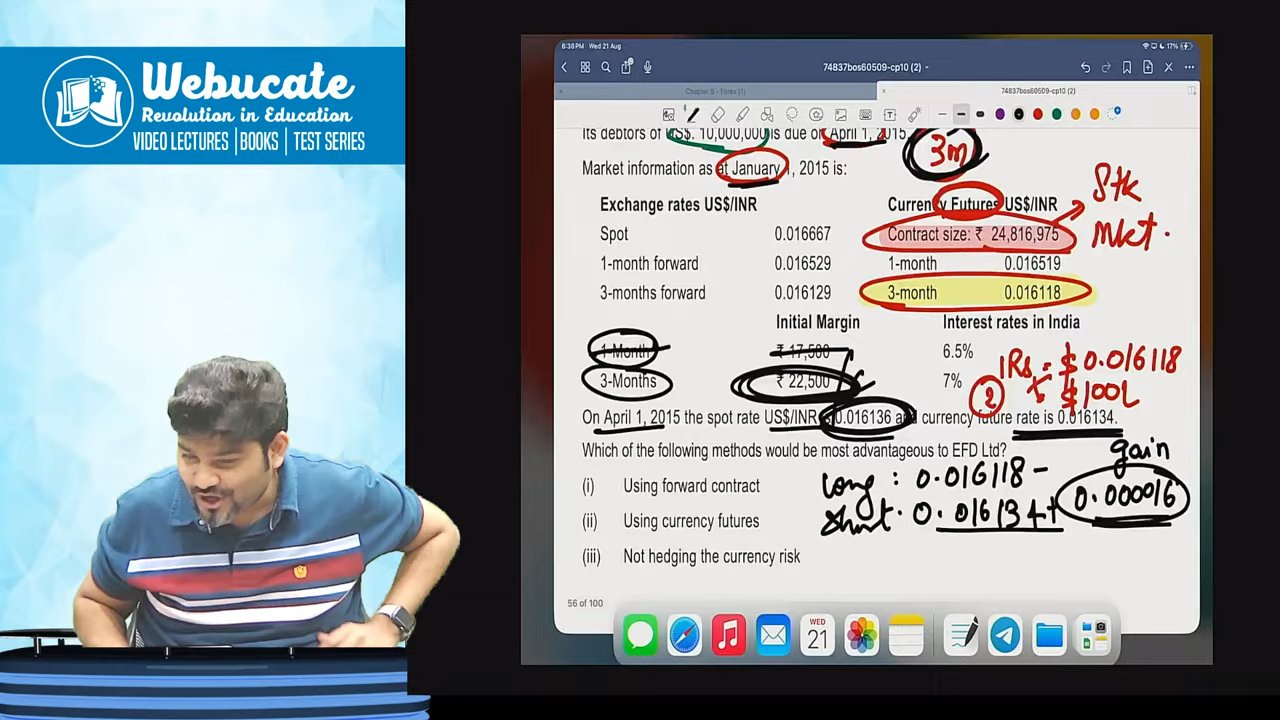 Webucate
Revolution in Education
VIDEO LECTURES | BOOKS | TEST SERIES
6:38 PM Wed 21 Aug
17%
74837bos60509-cp10 (2)
Chapter 9 - Forex (1)
74837bos60509-cp10 (2)
Its debtors of US$. 10,000,000 is due on April 1, 2015.
3m
Market information as at January 1, 2015 is:
Exchange rates US$/INR
Currency Futures US$/INR
Stk
Mkt.
Spot 0.016667
Contract size: ₹ 24,816,975
1-month forward 0.016529
1-month 0.016519
3-months forward 0.016129
3-month 0.016118
Initial Margin
Interest rates in India
1-Month ₹ 17,500 6.5%
3-Months ₹ 22,500 7%
1Rs = $ 0.016118
2 $100L
On April 1, 2015 the spot rate US$/INR is 0.016136 and currency future rate is 0.016134.
Which of the following methods would be most advantageous to EFD Ltd?
gain
long : 0.016118 -
0.000016
(i) Using forward contract
short . 0.016134 +
(ii) Using currency futures
(iii) Not hedging the currency risk
56 of 100
WED
21